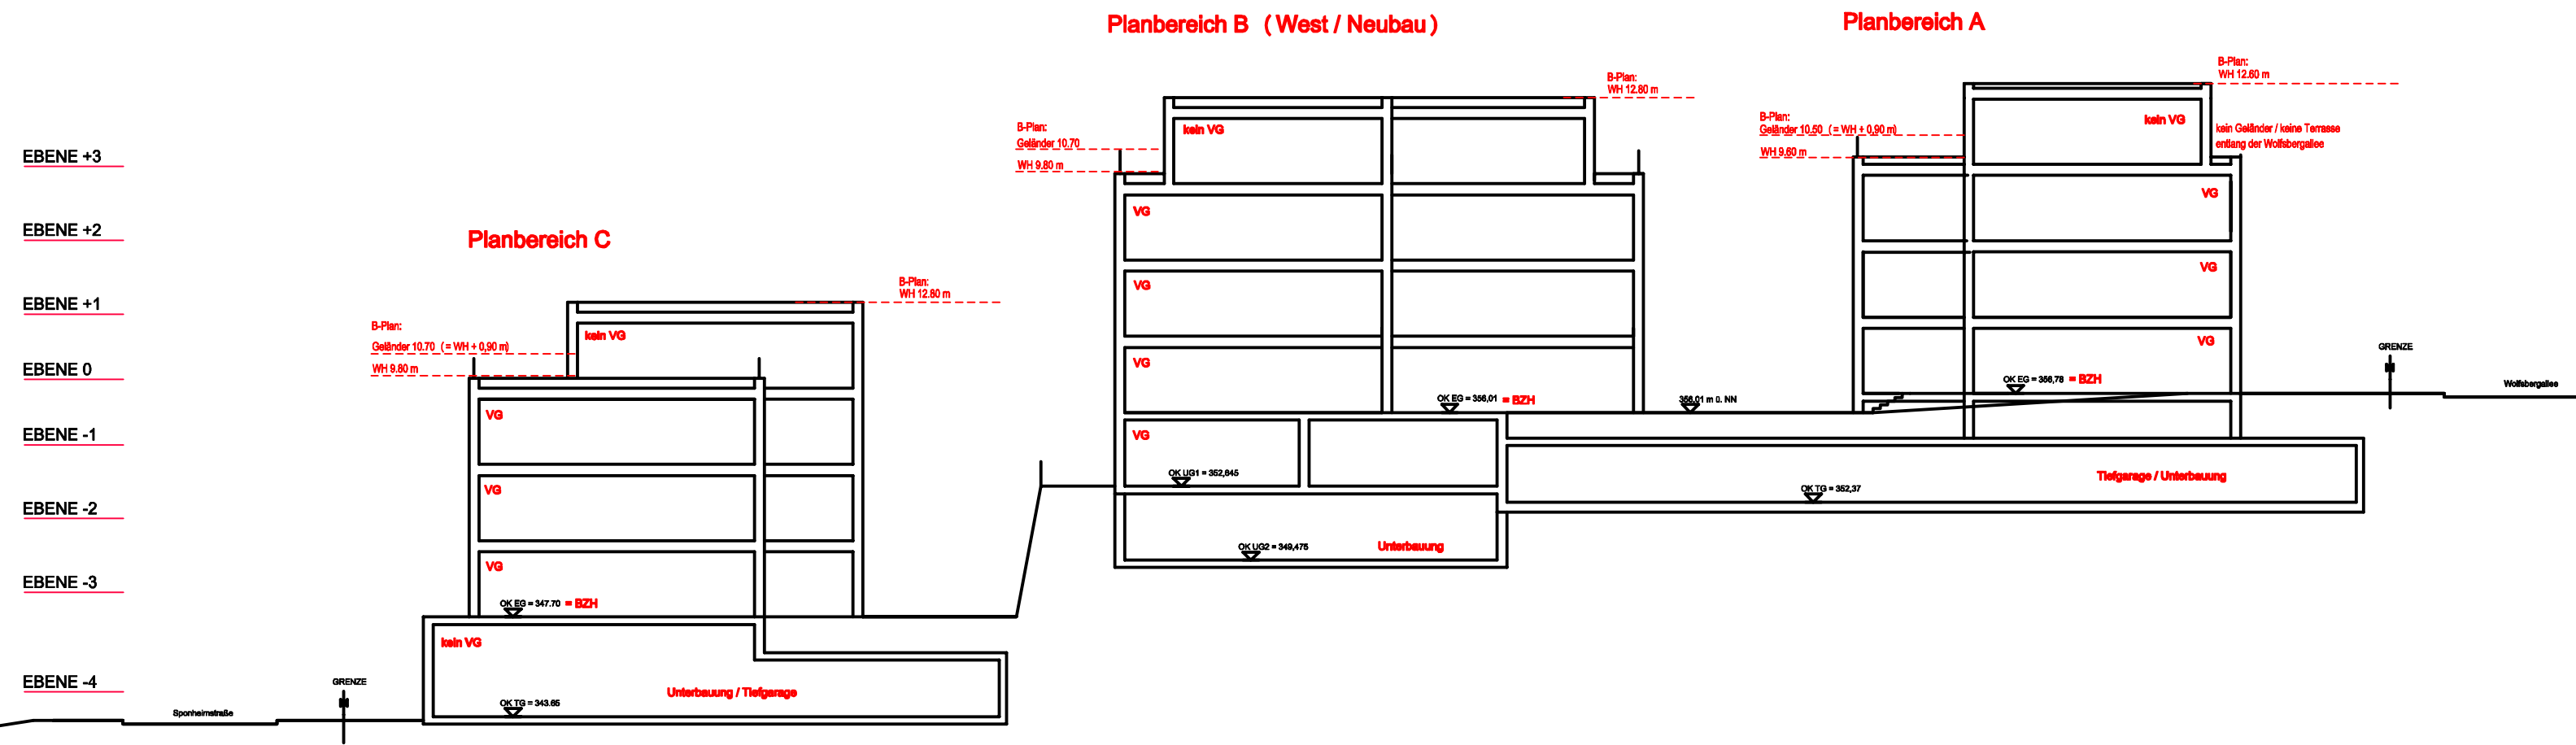 Planbereich B ( West / Neubau )
Planbereich A
B-Plan:
WH 12.60 m
B-Plan:
WH 12.80 m
B-Plan:
Geländer 10.70
WH 9.80 m
kein VG
B-Plan:
Geländer 10.50 ( = WH + 0,90 m)
WH 9.60 m
kein VG
kein Geländer / keine Terrasse
entlang der Wolfsbergallee
EBENE +3
EBENE +2
EBENE +1
EBENE 0
EBENE -1
EBENE -2
EBENE -3
EBENE -4
Planbereich C
B-Plan:
WH 12.80 m
B-Plan:
Geländer 10.70 ( = WH + 0,90 m)
WH 9.80 m
kein VG
VG
VG
VG
OK EG = 347.70 = BZH
kein VG
Unterbauung / Tiefgarage
OK TG = 343.65
GRENZE
Sponheimstraße
VG
VG
VG
OK EG = 356,01 = BZH
356,01 m ü. NN
VG
OK UG1 = 352,645
OK UG2 = 349,475
Unterbauung
VG
VG
VG
OK EG = 356,78 = BZH
GRENZE
Wolfsbergallee
Tiefgarage / Unterbauung
OK TG = 352,37